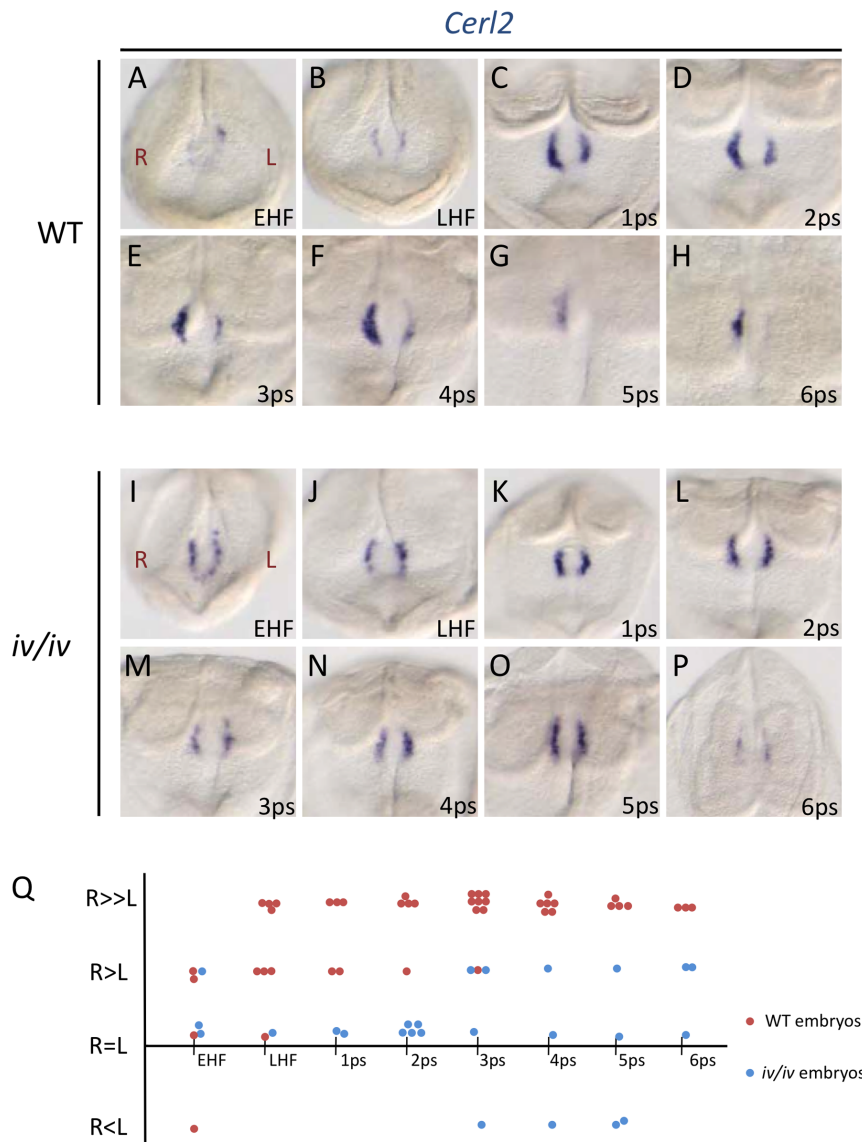 Cerl2
WT
A
R
L
EHF
B
LHF
C
1ps
D
2ps
E
3ps
F
4ps
G
5ps
H
6ps
iv/iv
I
R
L
EHF
J
LHF
K
1ps
L
2ps
M
3ps
N
4ps
O
5ps
P
6ps
Q
R>>L
R>L
R=L
R<L
EHF LHF 1ps 2ps 3ps 4ps 5ps 6ps
WT embryos
iv/iv embryos